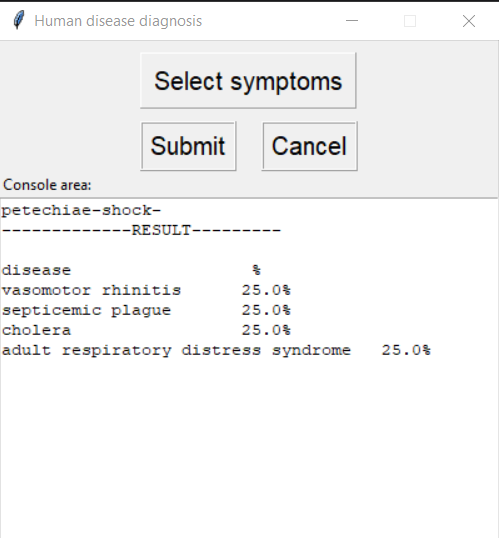 Human disease diagnosis
Select symptoms
Submit Cancel
Console area:
petechiae-shock-
-------------RESULT---------
disease %
vasomotor rhinitis 25.0%
septicemic plague 25.0%
cholera 25.0%
adult respiratory distress syndrome 25.0%